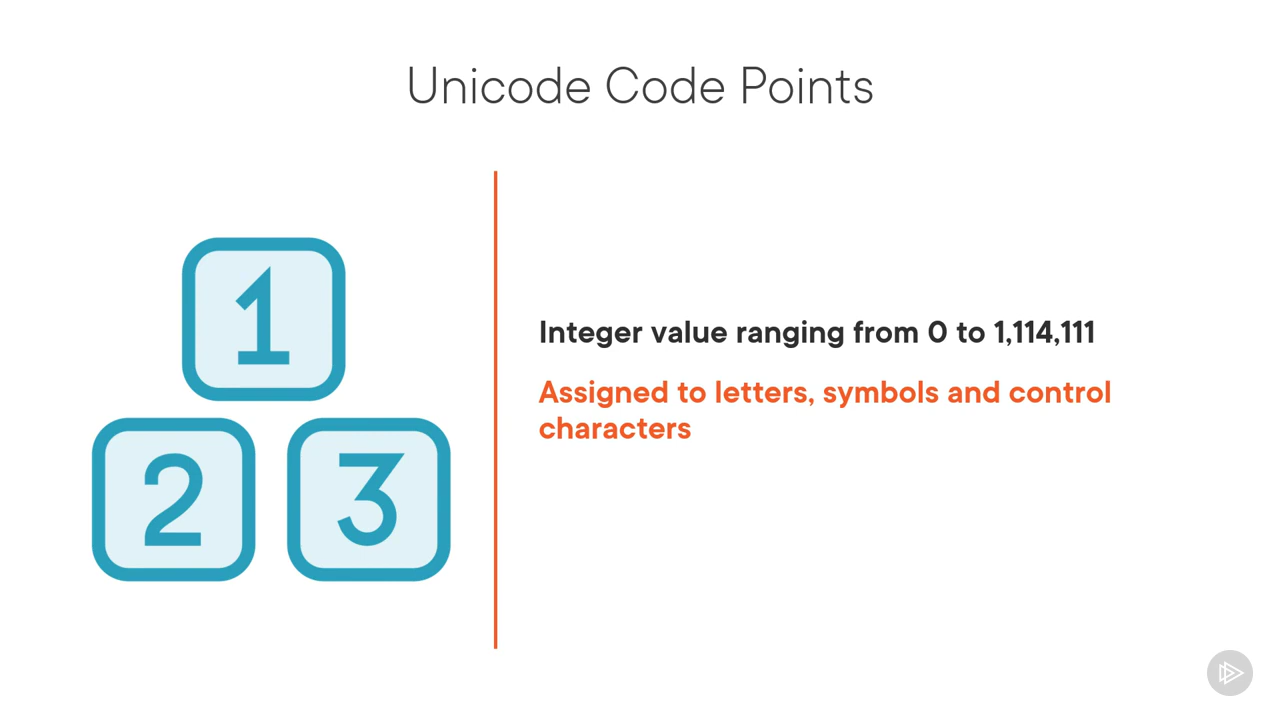 Unicode Code Points
1
2 3
Integer value ranging from 0 to 1,114,111
Assigned to letters, symbols and control
characters